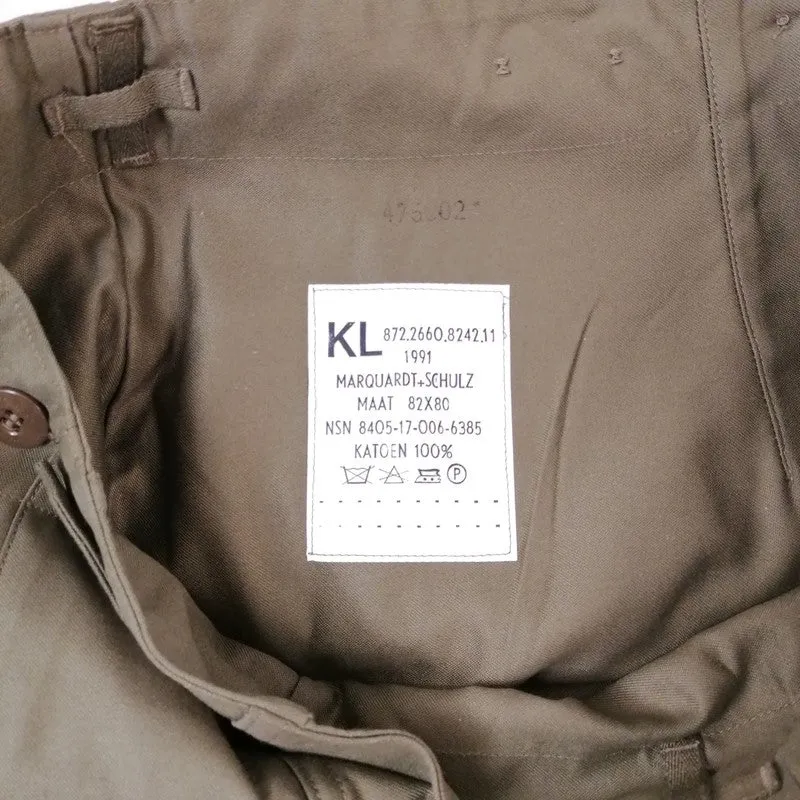 KL 872.2660.8242.11
1991
MARQUARDT+SCHULZ
MAAT 82X80
NSN 8405-17-006-6385
KATOEN 100%
P